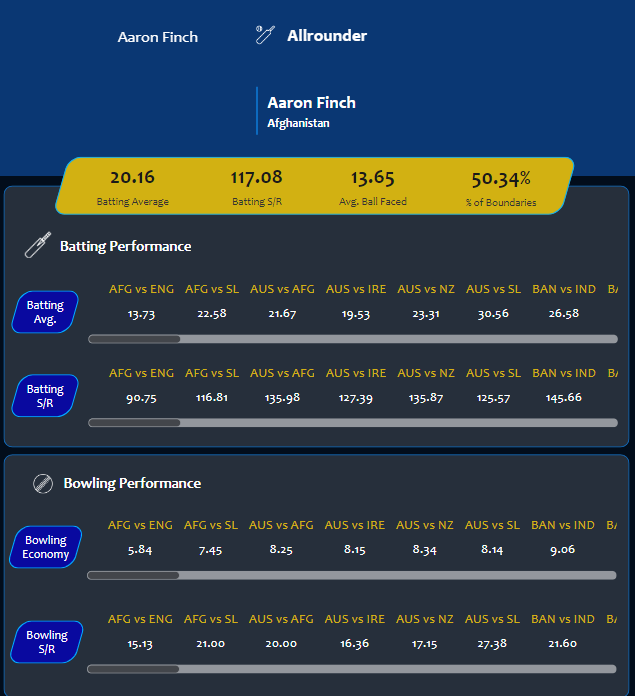 Aaron Finch
Allrounder
Aaron Finch
Afghanistan
20.16 117.08 13.65 50.34%
Batting Average Batting S/R Avg. Ball Faced % of Boundaries
Batting Performance
AFG vs ENG AFG vs SL AUS vs AFG AUS vs IRE AUS vs NZ AUS vs SL BAN vs IND BA
Batting
Avg.
13.73 22.58 21.67 19.53 23.31 30.56 26.58
AFG vs ENG AFG vs SL AUS vs AFG AUS vs IRE AUS vs NZ AUS vs SL BAN vs IND BA
Batting
S/R
90.75 116.81 135.98 127.39 135.87 125.57 145.66
Bowling Performance
AFG vs ENG AFG vs SL AUS vs AFG AUS vs IRE AUS vs NZ AUS vs SL BAN vs IND BA
Bowling
Economy
5.84 7.45 8.25 8.15 8.34 8.14 9.06
AFG vs ENG AFG vs SL AUS vs AFG AUS vs IRE AUS vs NZ AUS vs SL BAN vs IND BA
Bowling
S/R
15.13 21.00 20.00 16.36 17.15 27.38 21.60